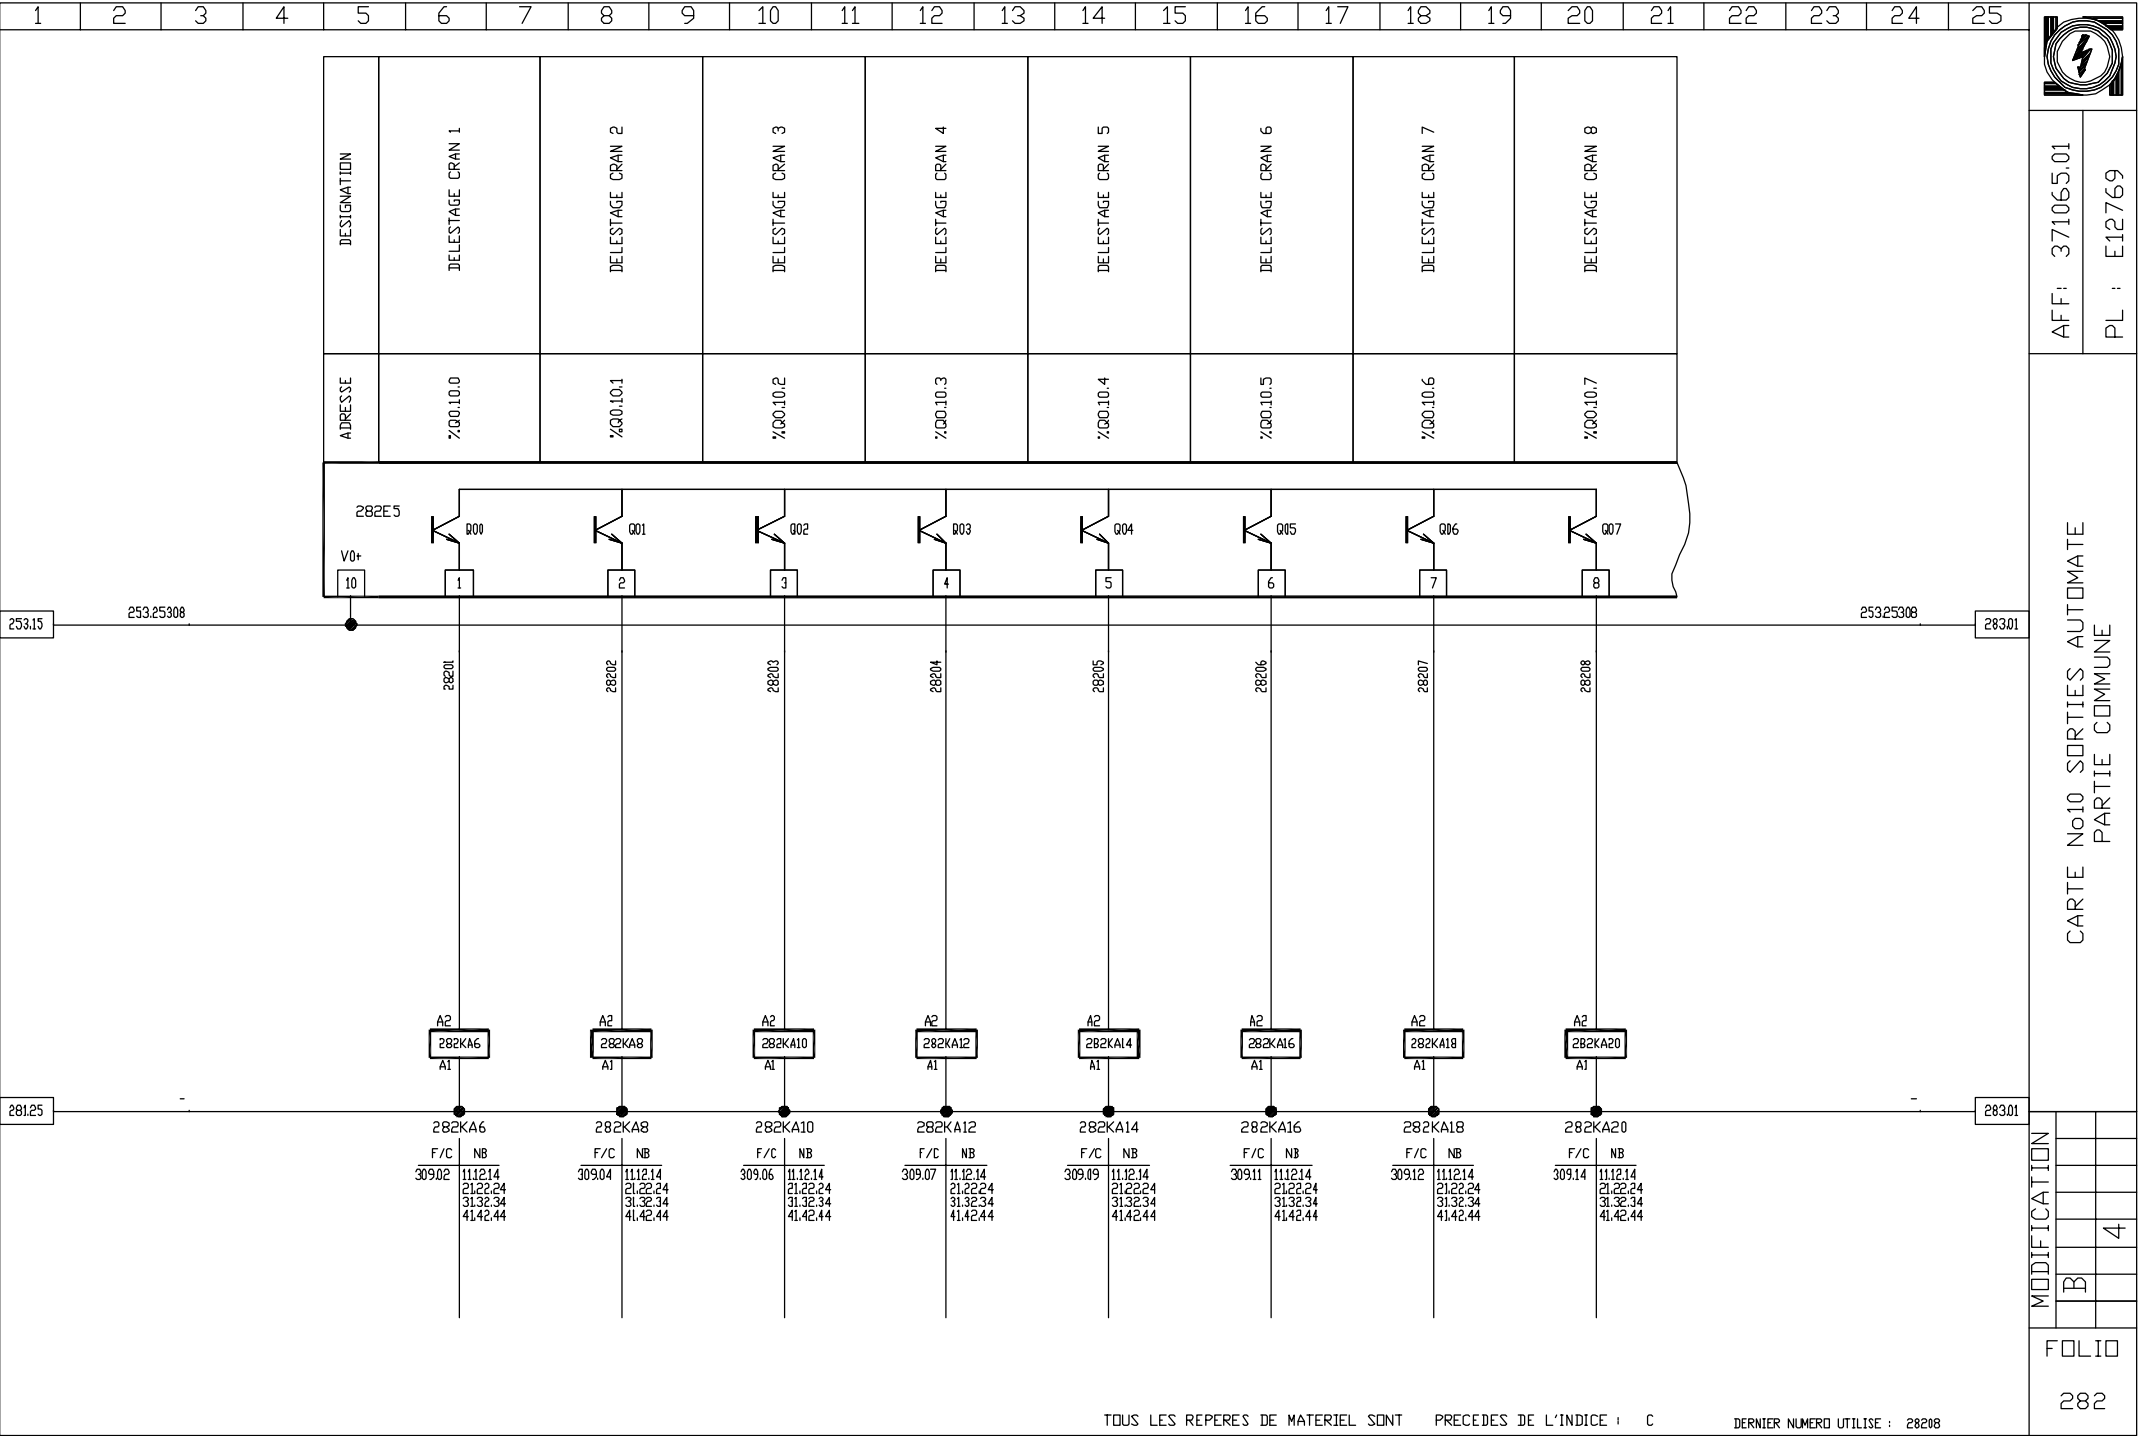 1 2 3 4 5 6 7 8 9 10 11 12 13 14 15 16 17 18 19 20 21 22 23 24 25
DESIGNATION
DELESTAGE CRAN 1
DELESTAGE CRAN 2
DELESTAGE CRAN 3
DELESTAGE CRAN 4
DELESTAGE CRAN 5
DELESTAGE CRAN 6
DELESTAGE CRAN 7
DELESTAGE CRAN 8
ADRESSE
%Q0.10.0
%Q0.10.1
%Q0.10.2
%Q0.10.3
%Q0.10.4
%Q0.10.5
%Q0.10.6
%Q0.10.7
282E5
Q00 Q01 Q02 Q03 Q04 Q05 Q06 Q07
V0+
10 1 2 3 4 5 6 7 8
253.15 253.25308 253.25308 283.01
28201 28202 28203 28204 28205 28206 28207 28208
A2 A2 A2 A2 A2 A2 A2 A2
282KA6 282KA8 282KA10 282KA12 282KA14 282KA16 282KA18 282KA20
A1 A1 A1 A1 A1 A1 A1 A1
281.25 - - 283.01
282KA6 282KA8 282KA10 282KA12 282KA14 282KA16 282KA18 282KA20
F/C NB F/C NB F/C NB F/C NB F/C NB F/C NB F/C NB F/C NB
309.02 11.12.14 309.04 11.12.14 309.06 11.12.14 309.07 11.12.14 309.09 11.12.14 309.11 11.12.14 309.12 11.12.14 309.14 11.12.14
21.22.24 21.22.24 21.22.24 21.22.24 21.22.24 21.22.24 21.22.24 21.22.24
31.32.34 31.32.34 31.32.34 31.32.34 31.32.34 31.32.34 31.32.34 31.32.34
41.42.44 41.42.44 41.42.44 41.42.44 41.42.44 41.42.44 41.42.44 41.42.44
TOUS LES REPERES DE MATERIEL SONT PRECEDES DE L'INDICE : C
DERNIER NUMERO UTILISE : 28208
AFF: 371065.01
PL : E12769
CARTE No10 SORTIES AUTOMATE
PARTIE COMMUNE
MODIFICATION
B
4
FOLIO
282